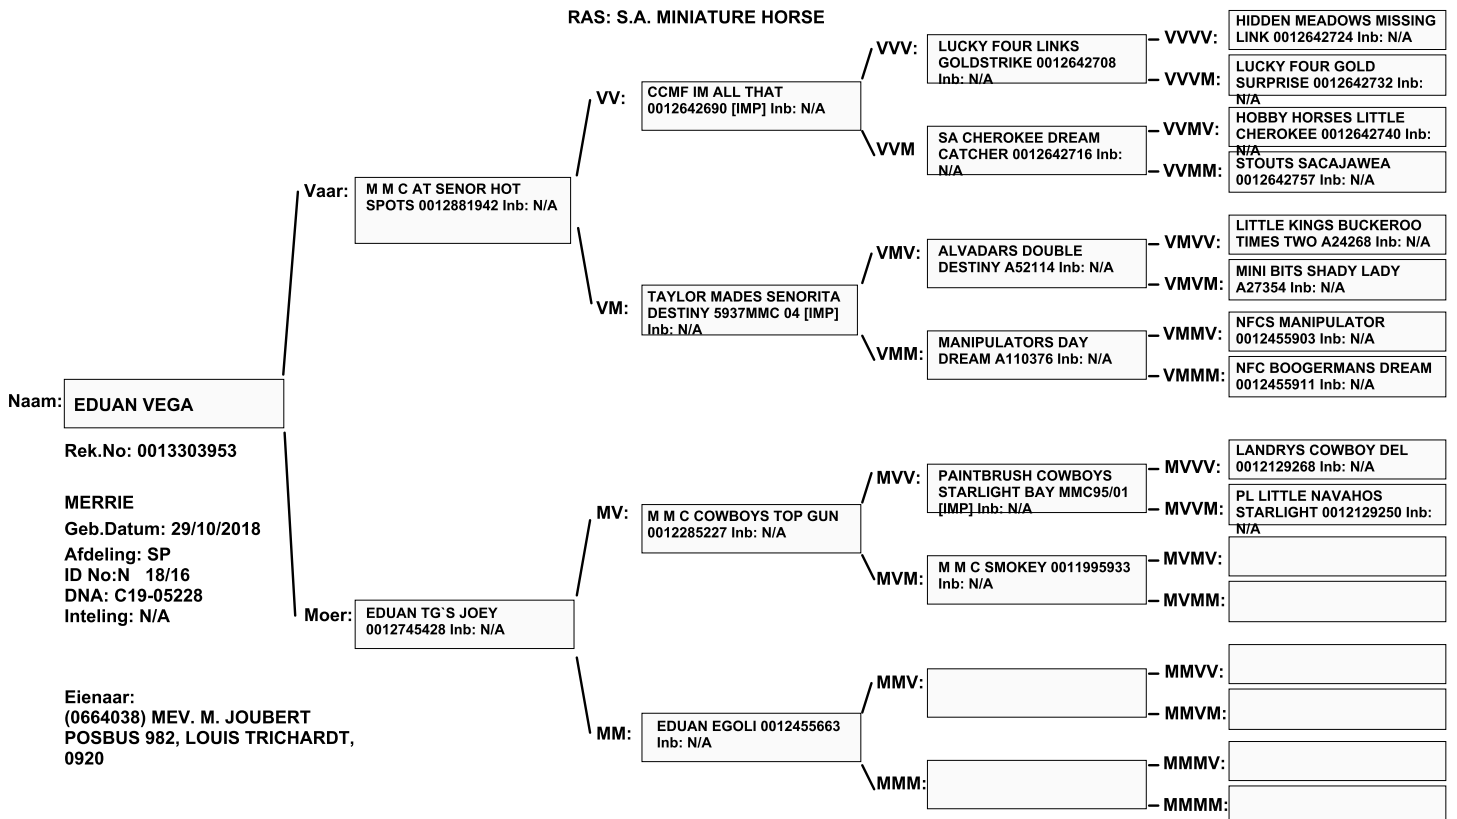 RAS: S.A. MINIATURE HORSE
Naam:
EDUAN VEGA
Rek.No: 0013303953
MERRIE
Geb.Datum: 29/10/2018
Afdeling: SP
ID No:N 18/16
DNA: C19-05228
Inteling: N/A
Eienaar:
(0664038) MEV. M. JOUBERT
POSBUS 982, LOUIS TRICHARDT,
0920
Vaar:
M M C AT SENOR HOT
SPOTS 0012881942 Inb: N/A
Moer:
EDUAN TG`S JOEY
0012745428 Inb: N/A
VV:
CCMF IM ALL THAT
0012642690 [IMP] Inb: N/A
VM:
TAYLOR MADES SENORITA
DESTINY 5937MMC 04 [IMP]
Inb: N/A
MV:
M M C COWBOYS TOP GUN
0012285227 Inb: N/A
MM:
EDUAN EGOLI 0012455663
Inb: N/A
VVV:
LUCKY FOUR LINKS
GOLDSTRIKE 0012642708
Inb: N/A
VVM
SA CHEROKEE DREAM
CATCHER 0012642716 Inb:
N/A
VMV:
ALVADARS DOUBLE
DESTINY A52114 Inb: N/A
VMM:
MANIPULATORS DAY
DREAM A110376 Inb: N/A
MVV:
PAINTBRUSH COWBOYS
STARLIGHT BAY MMC95/01
[IMP] Inb: N/A
MVM:
M M C SMOKEY 0011995933
Inb: N/A
MMV:
MMM:
VVVV:
HIDDEN MEADOWS MISSING
LINK 0012642724 Inb: N/A
VVVM:
LUCKY FOUR GOLD
SURPRISE 0012642732 Inb:
N/A
VVMV:
HOBBY HORSES LITTLE
CHEROKEE 0012642740 Inb:
N/A
VVMM:
STOUTS SACAJAWEA
0012642757 Inb: N/A
VMVV:
LITTLE KINGS BUCKEROO
TIMES TWO A24268 Inb: N/A
VMVM:
MINI BITS SHADY LADY
A27354 Inb: N/A
VMMV:
NFCS MANIPULATOR
0012455903 Inb: N/A
VMMM:
NFC BOOGERMANS DREAM
0012455911 Inb: N/A
MVVV:
LANDRYS COWBOY DEL
0012129268 Inb: N/A
MVVM:
PL LITTLE NAVAHOS
STARLIGHT 0012129250 Inb:
N/A
MVMV:
MVMM:
MMVV:
MMVM:
MMMV:
MMMM: